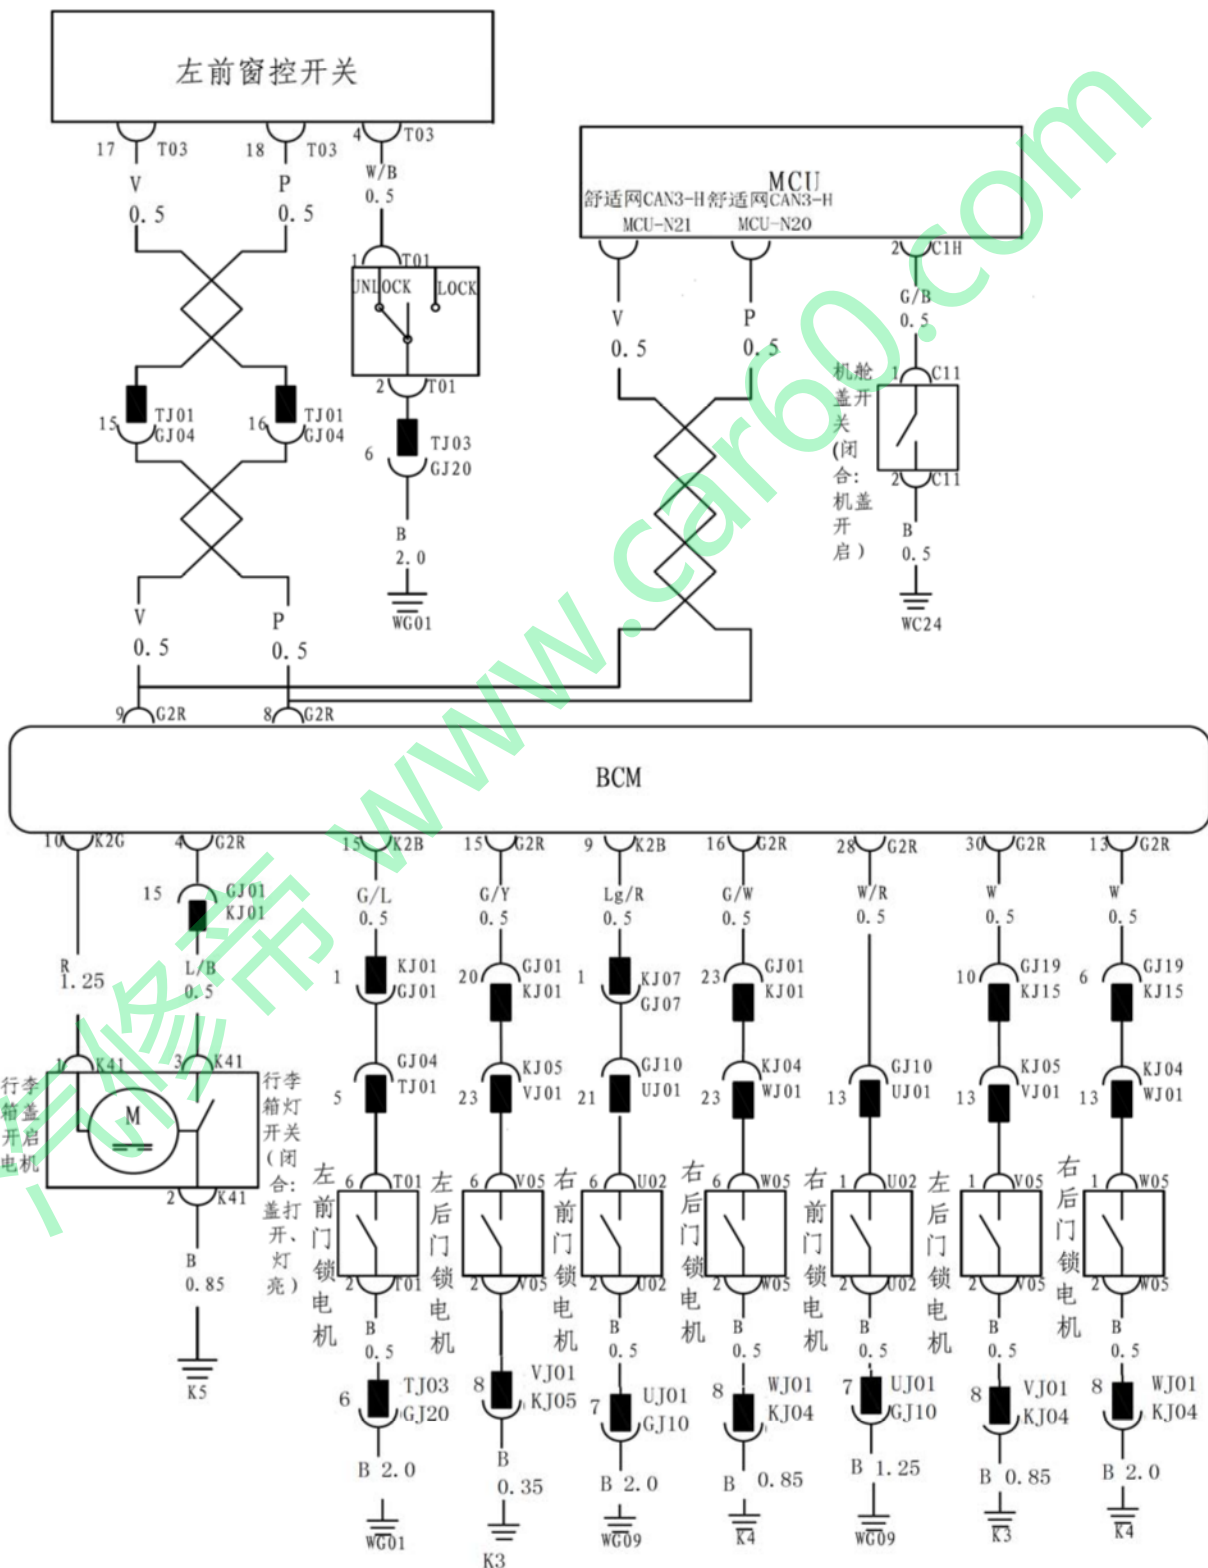 左前窗控开关
17 T03
18 T03
4 T03
V
0.5
P
0.5
W/B
0.5
1 T01
UNLOCK
LOCK
2 T01
15 TJ01
GJ04
16 TJ01
GJ04
6 TJ03
GJ20
B
2.0
WG01
V
0.5
P
0.5
9 G2R
8 G2R
MCU
舒适网CAN3-H 舒适网CAN3-H
MCU-N21 MCU-N20
2 C1H
V
0.5
P
0.5
G/B
0.5
机舱
盖开
关
(闭
合:
机盖
开
启)
1 C11
2 C11
B
0.5
WC24
BCM
10 K2G
4 G2R
15 K2B
15 G2R
9 K2B
16 G2R
28 G2R
30 G2R
13 G2R
15 GJ01
KJ01
R
1.25
L/B
0.5
1 K41
3 K41
行李
箱盖
开启
电机
M
行李
箱灯
开关
(闭
合:
盖打
开、
灯
亮)
2 K41
B
0.85
K5
G/L
0.5
1 KJ01
GJ01
GJ04
5 TJ01
6 T01
左前门锁电机
2 T01
B
0.5
6 TJ03
GJ20
B 2.0
WG01
G/Y
0.5
20 GJ01
KJ01
KJ05
23 VJ01
6 V05
左后门锁电机
2 V05
8 VJ01
KJ05
B
0.35
K3
Lg/R
0.5
1 KJ07
GJ07
GJ10
21 UJ01
6 U02
右前门锁电机
2 U02
B
0.5
7 UJ01
GJ10
B 2.0
WG09
G/W
0.5
23 GJ01
KJ01
KJ04
23 WJ01
6 W05
右后门锁电机
2 W05
B
0.5
8 WJ01
KJ04
B 0.85
K4
W/R
0.5
GJ10
13 UJ01
1 U02
右前门锁电机
2 U02
B
0.5
7 UJ01
GJ10
B 1.25
WG09
W
0.5
10 GJ19
KJ15
KJ05
13 VJ01
1 V05
左后门锁电机
2 V05
B
0.5
8 VJ01
KJ04
B 0.85
K3
W
0.5
6 GJ19
KJ15
KJ04
13 WJ01
1 W05
右后门锁电机
2 W05
B
0.5
8 WJ01
KJ04
B 2.0
K4
汽修帝 www.car60.com